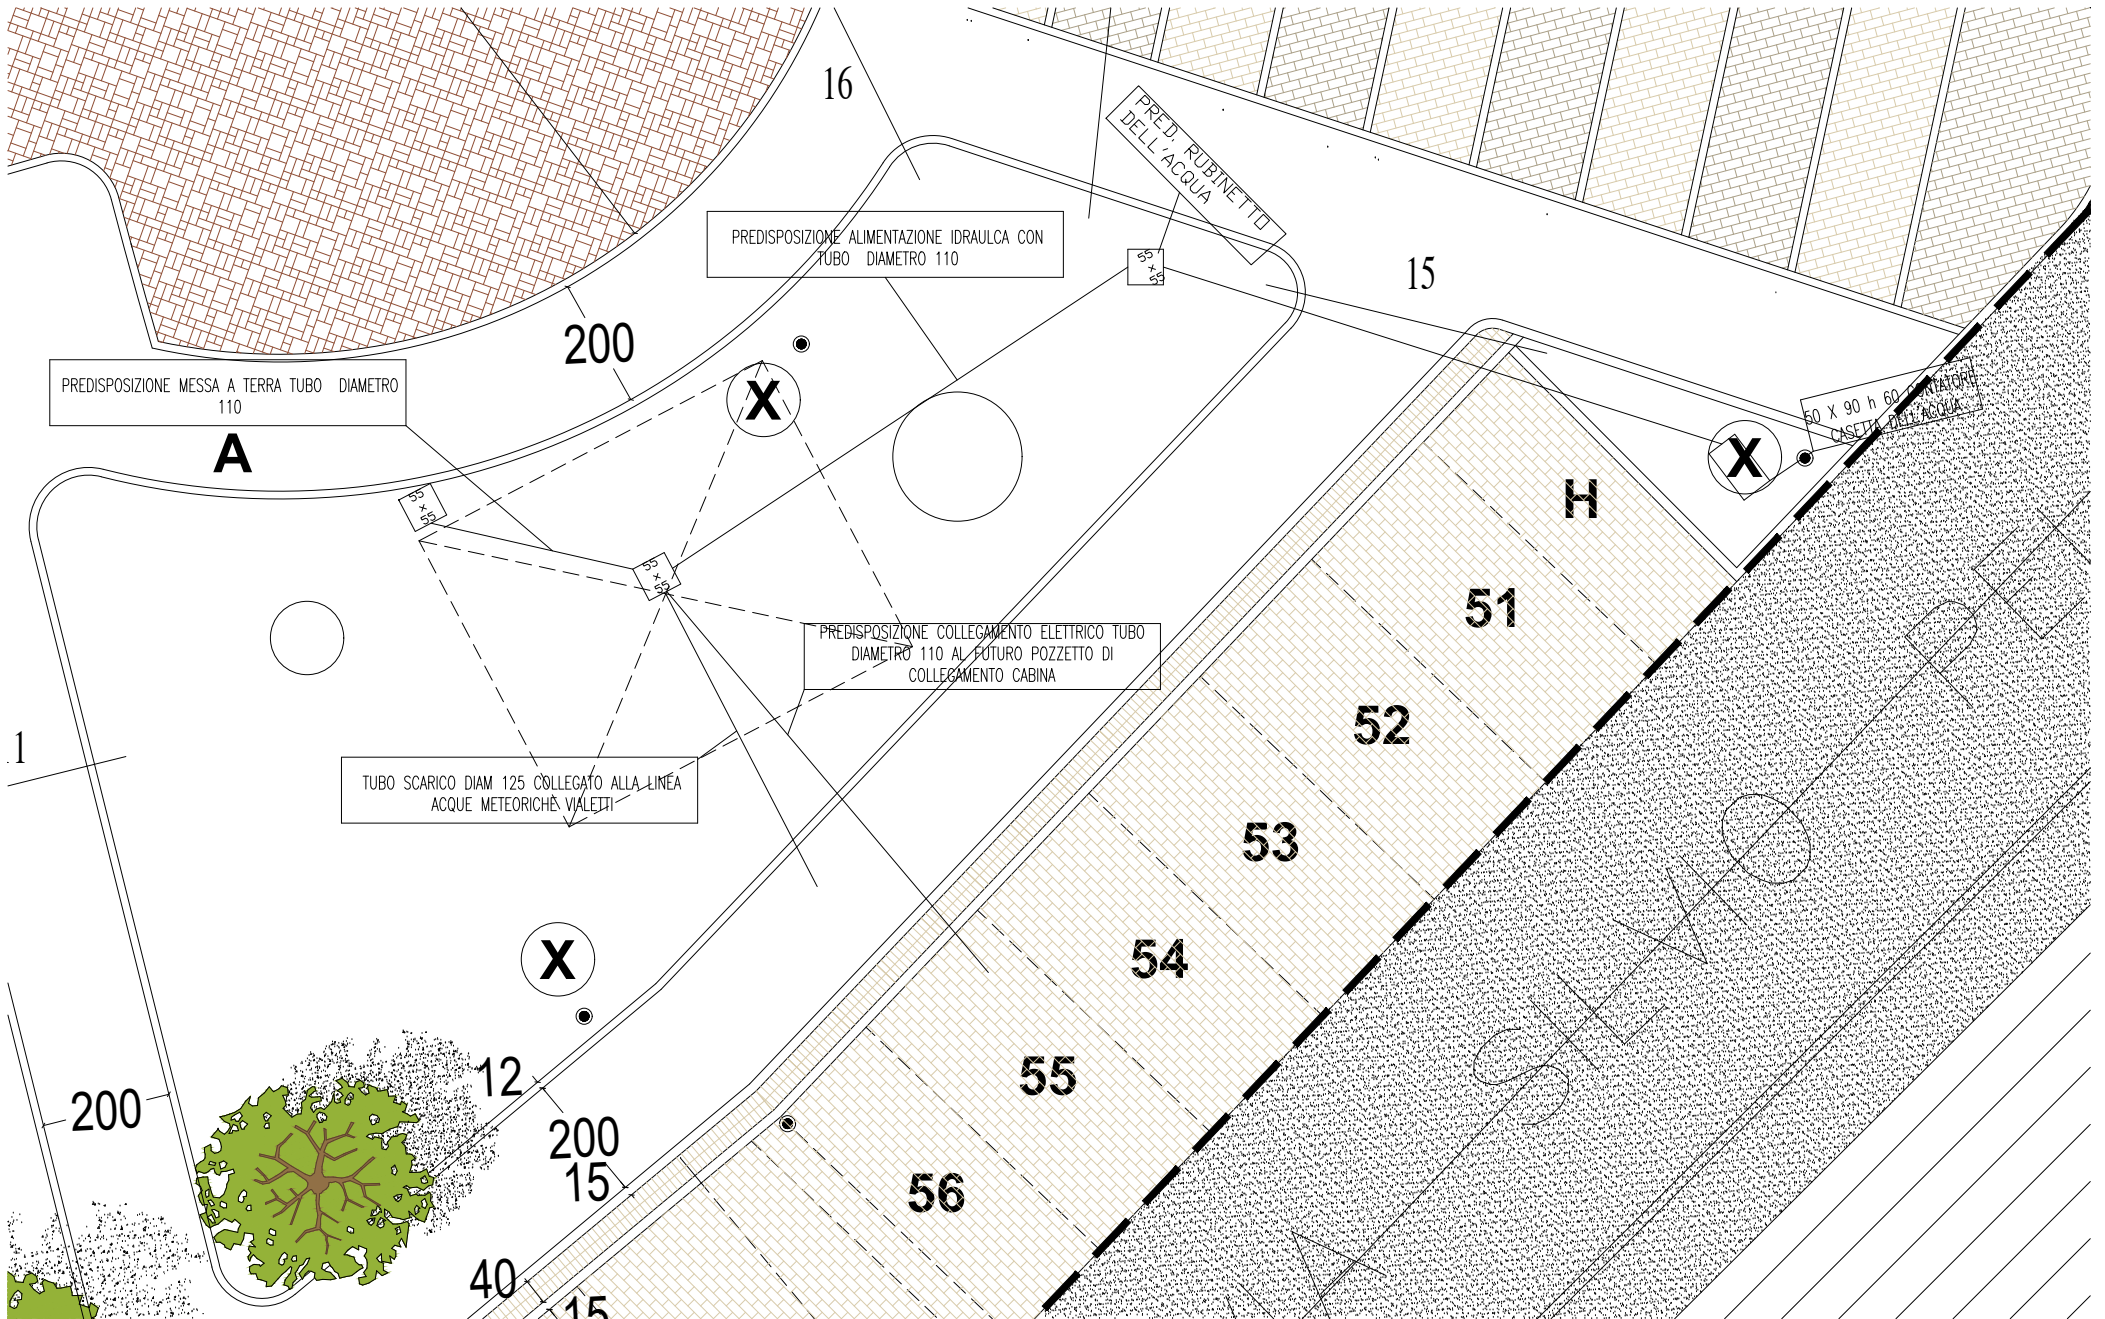 16
PRED. RUBINETTO
DELL'ACQUA
PREDISPOSIZIONE ALIMENTAZIONE IDRAULCA CON
TUBO DIAMETRO 110
55
x
55
15
200
PREDISPOSIZIONE MESSA A TERRA TUBO DIAMETRO
110
A
X
50 X 90 h 60 CONTATORE
CASETTA DELL'ACQUA
X
H
55
x
55
55
x
55
51
PREDISPOSIZIONE COLLEGAMENTO ELETTRICO TUBO
DIAMETRO 110 AL FUTURO POZZETTO DI
COLLEGAMENTO CABINA
52
1
TUBO SCARICO DIAM 125 COLLEGATO ALLA LINEA
ACQUE METEORICHE VIALETTI
53
X
54
12
55
200
200
15
56
40
15